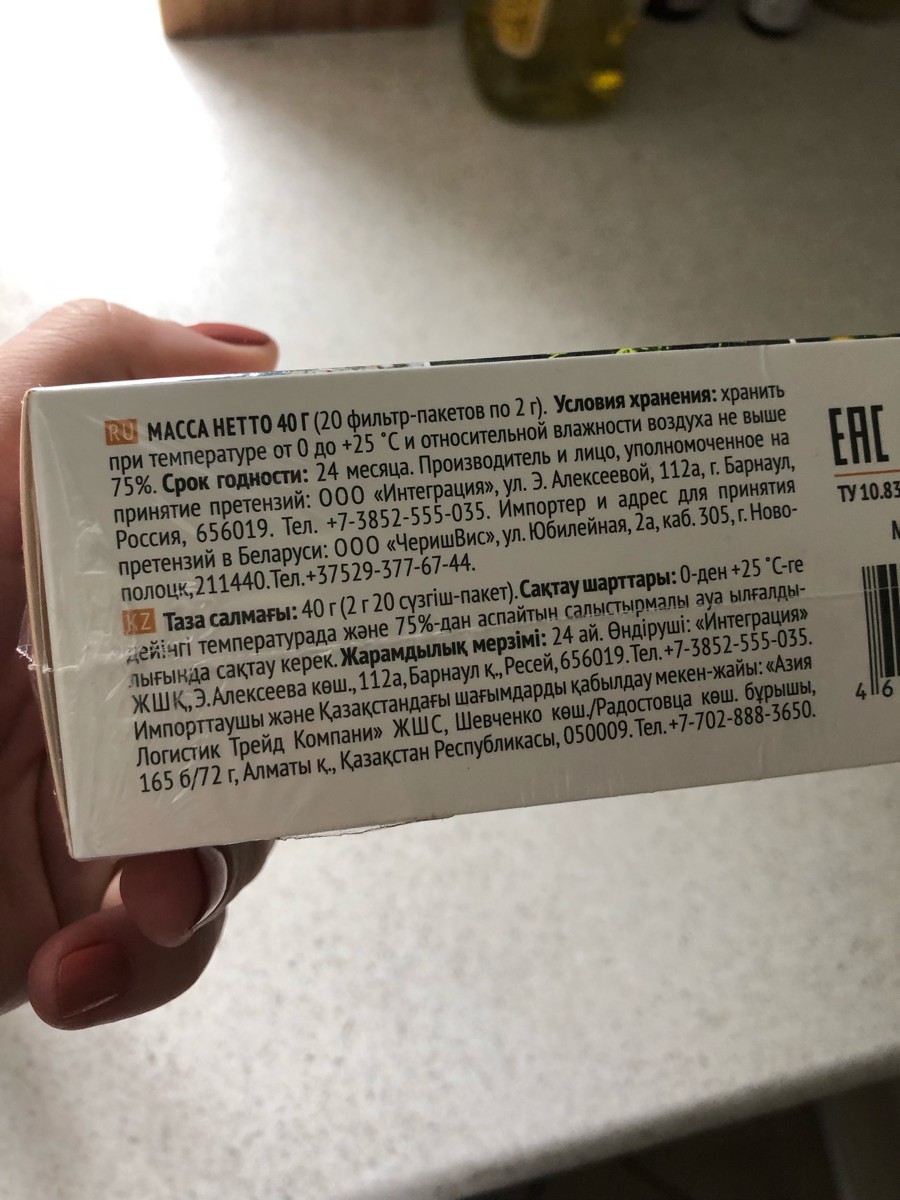 RU МАССА НЕТТО 40 Г (20 фильтр-пакетов по 2 г). Условия хранения: хранить
при температуре от 0 до +25 °С и относительной влажности воздуха не выше
75%. Срок годности: 24 месяца. Производитель и лицо, уполномоченное на
принятие претензий: ООО «Интеграция», ул. Э. Алексеевой, 112а, г. Барнаул,
Россия, 656019. Тел. +7-3852-555-035. Импортер и адрес для принятия
претензий в Беларуси: ООО «ЧеришВис», ул. Юбилейная, 2а, каб. 305, г. Ново-
полоцк,211440.Тел.+37529-377-67-44.
KZ Таза салмағы: 40 г (2 г 20 сүзгіш-пакет). Сақтау шарттары: 0-ден +25 °С-ге
дейінгі температурада және 75%-дан аспайтын салыстырмалы ауа ылғалды-
лығында сақтау керек. Жарамдылық мерзімі: 24 ай. Өндіруші: «Интеграция»
ЖШҚ, Э.Алексеева көш., 112а, Барнаул қ., Ресей, 656019. Тел. +7-3852-555-035.
Импорттаушы және Қазақстандағы шағымдарды қабылдау мекен-жайы: «Азия
Логистик Трейд Компани» ЖШС, Шевченко көш./Радостовца көш. бұрышы,
165 б/72 г, Алматы қ., Қазақстан Республикасы, 050009. Тел. +7-702-888-3650.
ЕАС
ТУ 10.83
4 6